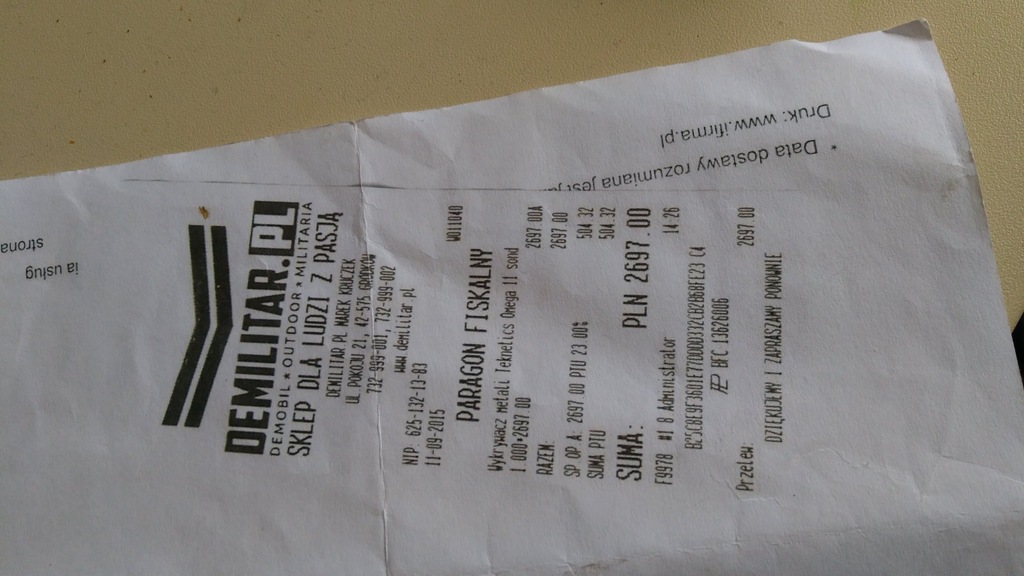 DEMILITAR.PL
DEMOBIL ★ OUTDOOR ★ MILITARIA
SKLEP DLA LUDZI Z PASJĄ
DEMILITAR PL MAREK KRUCZEK
UL. POKOJU 21, 42-575 GRÓDKÓW
732-999-001, 732-999-002
www.demilitar.pl
NIP: 625-132-13-83
11-09-2015 W011040
PARAGON FISKALNY
Wykrywacz metali Teknetics Omega 11 sond
1.000*2697.00 2697.00A
RAZEM: 2697.00
SP.OP.A: 2697.00 PTU 23.00% 504.32
SUMA PTU 504.32
SUMA: PLN 2697.00
F9978 #1 8 Administrator 14:26
BFC 13626006
Przelew: 2697.00
DZIĘKUJEMY I ZAPRASZAMY PONOWNIE
* Data dostawy rozumiana jest
Druk: www.ifirma.pl
ia usług
strona